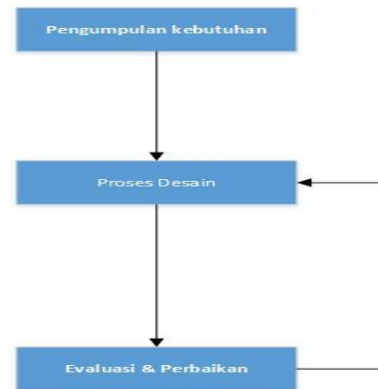 Pengumpulan kebutuhan
Proses Desain
Evaluasi & Perbaikan